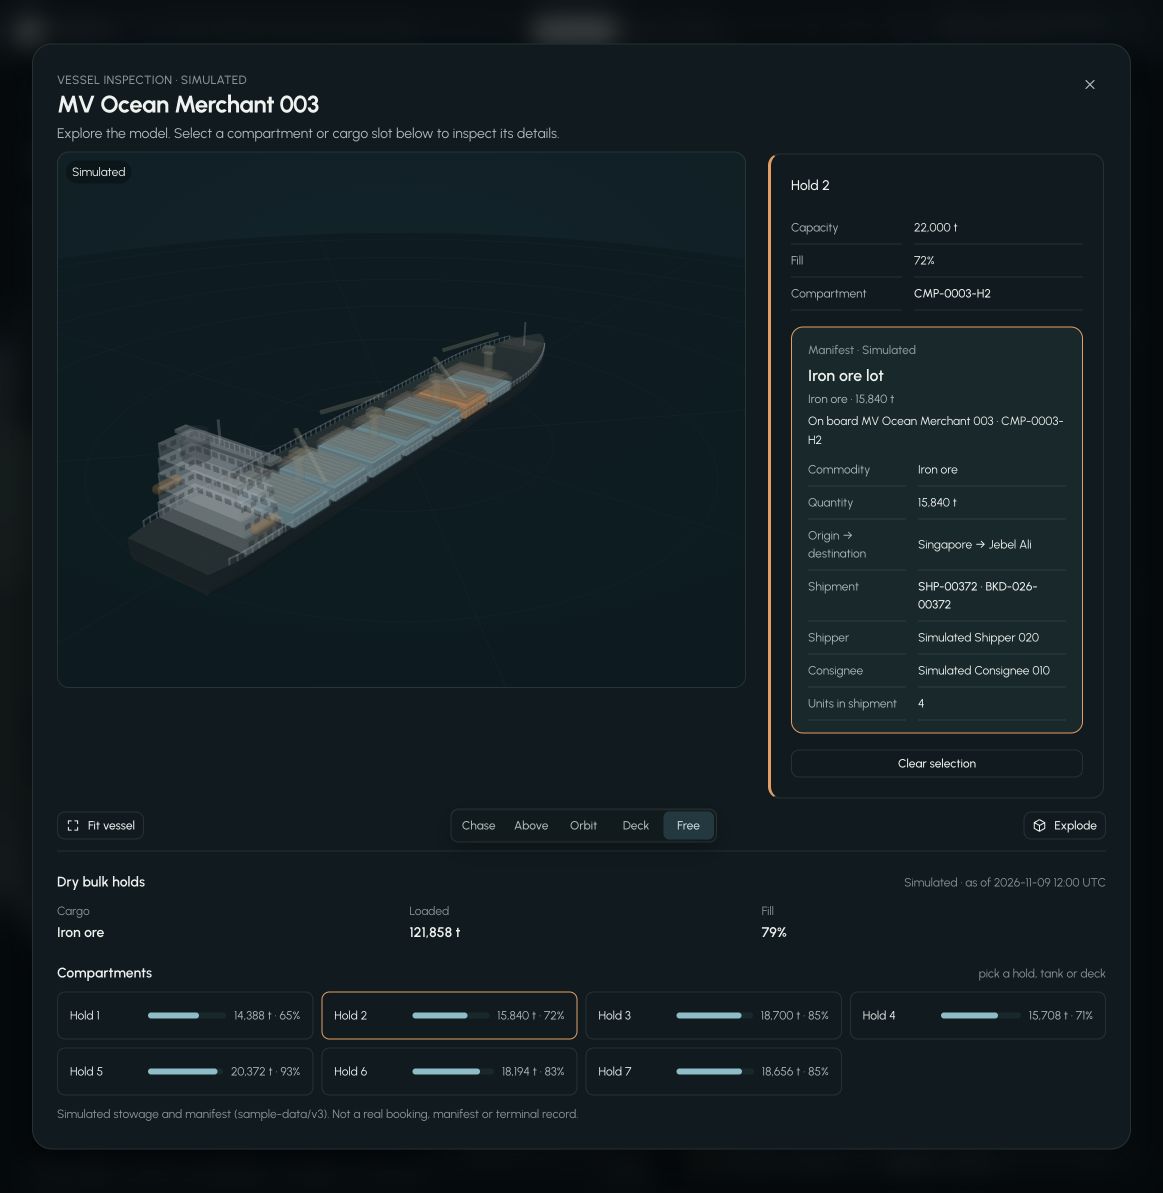 VESSEL INSPECTION · SIMULATED
MV Ocean Merchant 003
Explore the model. Select a compartment or cargo slot below to inspect its details.
Simulated
Hold 2
Capacity 22,000 t
Fill 72%
Compartment CMP-0003-H2
Manifest · Simulated
Iron ore lot
Iron ore · 15,840 t
On board MV Ocean Merchant 003 · CMP-0003-
H2
Commodity Iron ore
Quantity 15,840 t
Origin →
destination
Singapore → Jebel Ali
Shipment
SHP-00372 · BKD-026-
00372
Shipper Simulated Shipper 020
Consignee Simulated Consignee 010
Units in shipment 4
Clear selection
Fit vessel
Chase Above Orbit Deck Free
Explode
Dry bulk holds
Simulated · as of 2026-11-09 12:00 UTC
Cargo Loaded Fill
Iron ore 121,858 t 79%
Compartments
pick a hold, tank or deck
Hold 1 14,388 t · 65%
Hold 2 15,840 t · 72%
Hold 3 18,700 t · 85%
Hold 4 15,708 t · 71%
Hold 5 20,372 t · 93%
Hold 6 18,194 t · 83%
Hold 7 18,656 t · 85%
Simulated stowage and manifest (sample-data/v3). Not a real booking, manifest or terminal record.